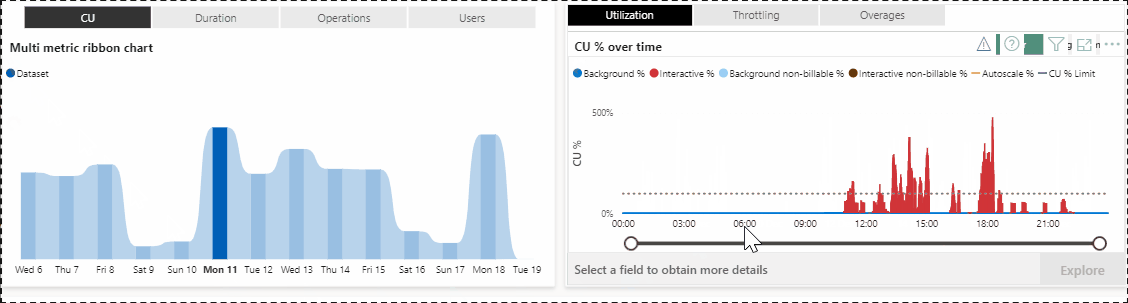 CU Duration Operations Users
Multi metric ribbon chart
Dataset
Wed 6 Thu 7 Fri 8 Sat 9 Sun 10 Mon 11 Tue 12 Wed 13 Thu 14 Fri 15 Sat 16 Sun 17 Mon 18 Tue 19
Utilization Throttling Overages
CU % over time
Background % Interactive % Background non-billable % Interactive non-billable % Autoscale % CU % Limit
500%
CU %
0%
00:00 03:00 06:00 09:00 12:00 15:00 18:00 21:00
Select a field to obtain more details
Explore